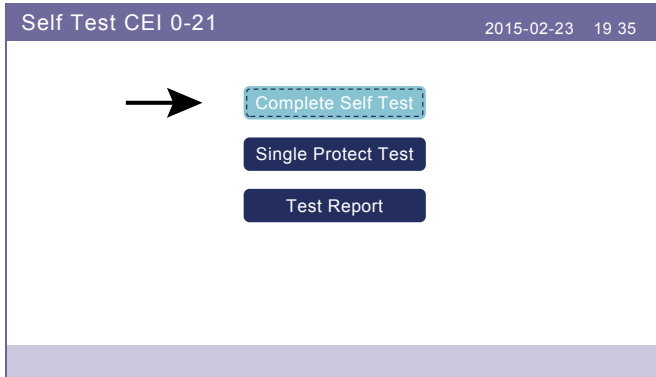 Self Test CEI 0-21
2015-02-23 19 35
Complete Self Test
Single Protect Test
Test Report